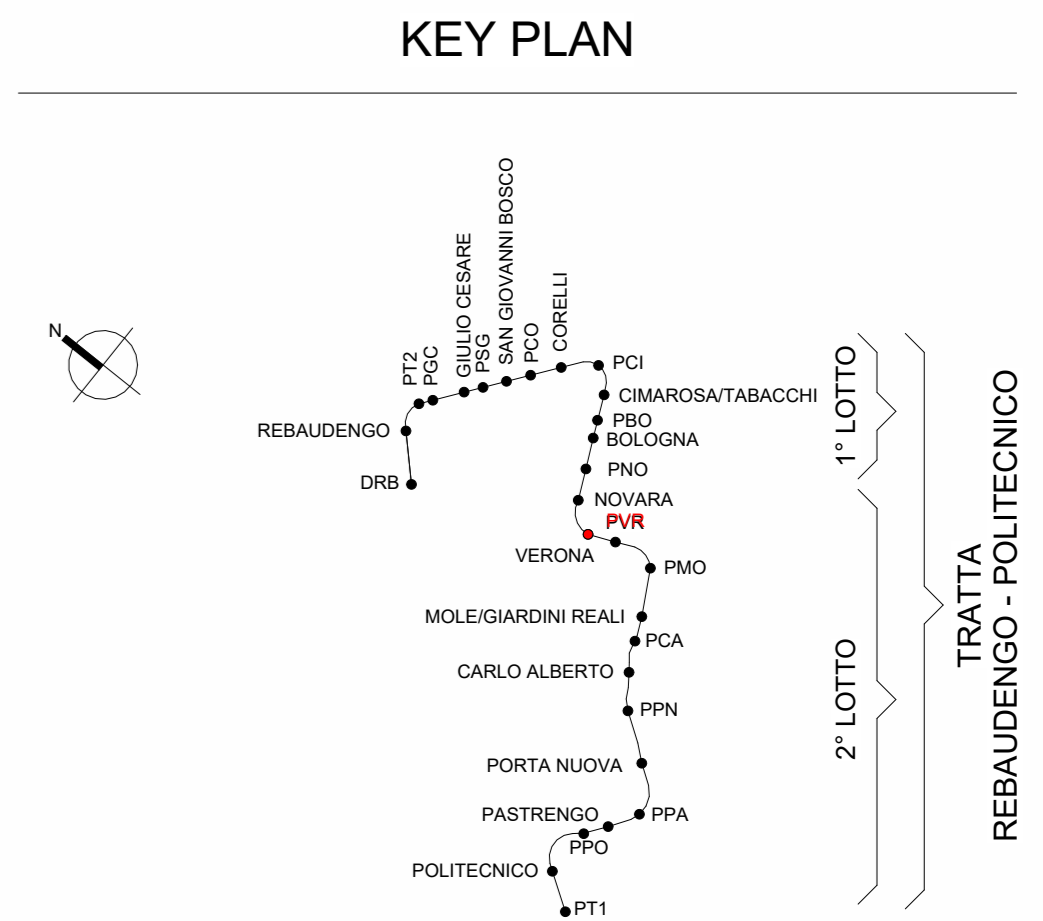 KEY PLAN
N
PT2
PGC
GIULIO CESARE
PSG
SAN GIOVANNI BOSCO
PCO
CORELLI
PCI
CIMAROSA/TABACCHI
PBO
BOLOGNA
PNO
NOVARA
PVR
VERONA
PMO
MOLE/GIARDINI REALI
PCA
CARLO ALBERTO
PPN
PORTA NUOVA
PASTRENGO
PPA
PPO
POLITECNICO
PT1
REBAUDENGO
DRB
1° LOTTO
2° LOTTO
TRATTA
REBAUDENGO - POLITECNICO